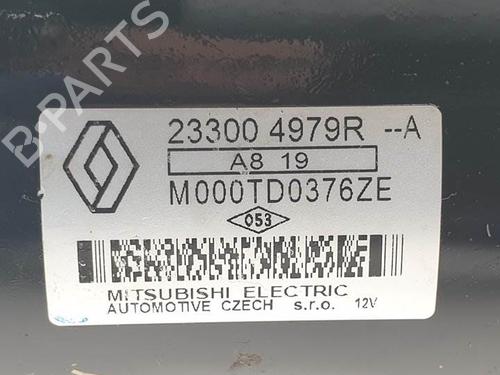 23300 4979R --A
A8 19
M000TD0376ZE
053
MITSUBISHI ELECTRIC
AUTOMOTIVE CZECH s.r.o. 12V
B-PARTS